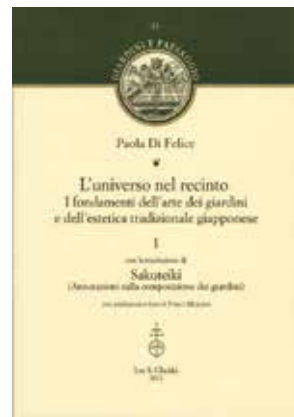 GIARDINI E PAESAGGIO
Paola Di Felice
L'universo nel recinto
I fondamenti dell'arte dei giardini
e dell'estetica tradizionale giapponese
I
con la traduzione di
Sakuteiki
(Annotazioni sulla composizione dei giardini)
Leo S. Olschki
2012